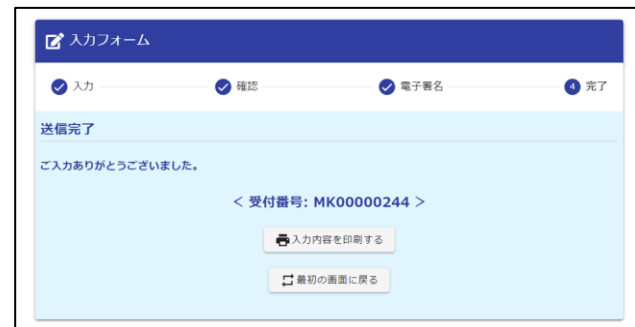 入力フォーム
入力 確認 電子署名 4 完了
送信完了
ご入力ありがとうございました。
< 受付番号: MK00000244 >
入力内容を印刷する
最初の画面に戻る